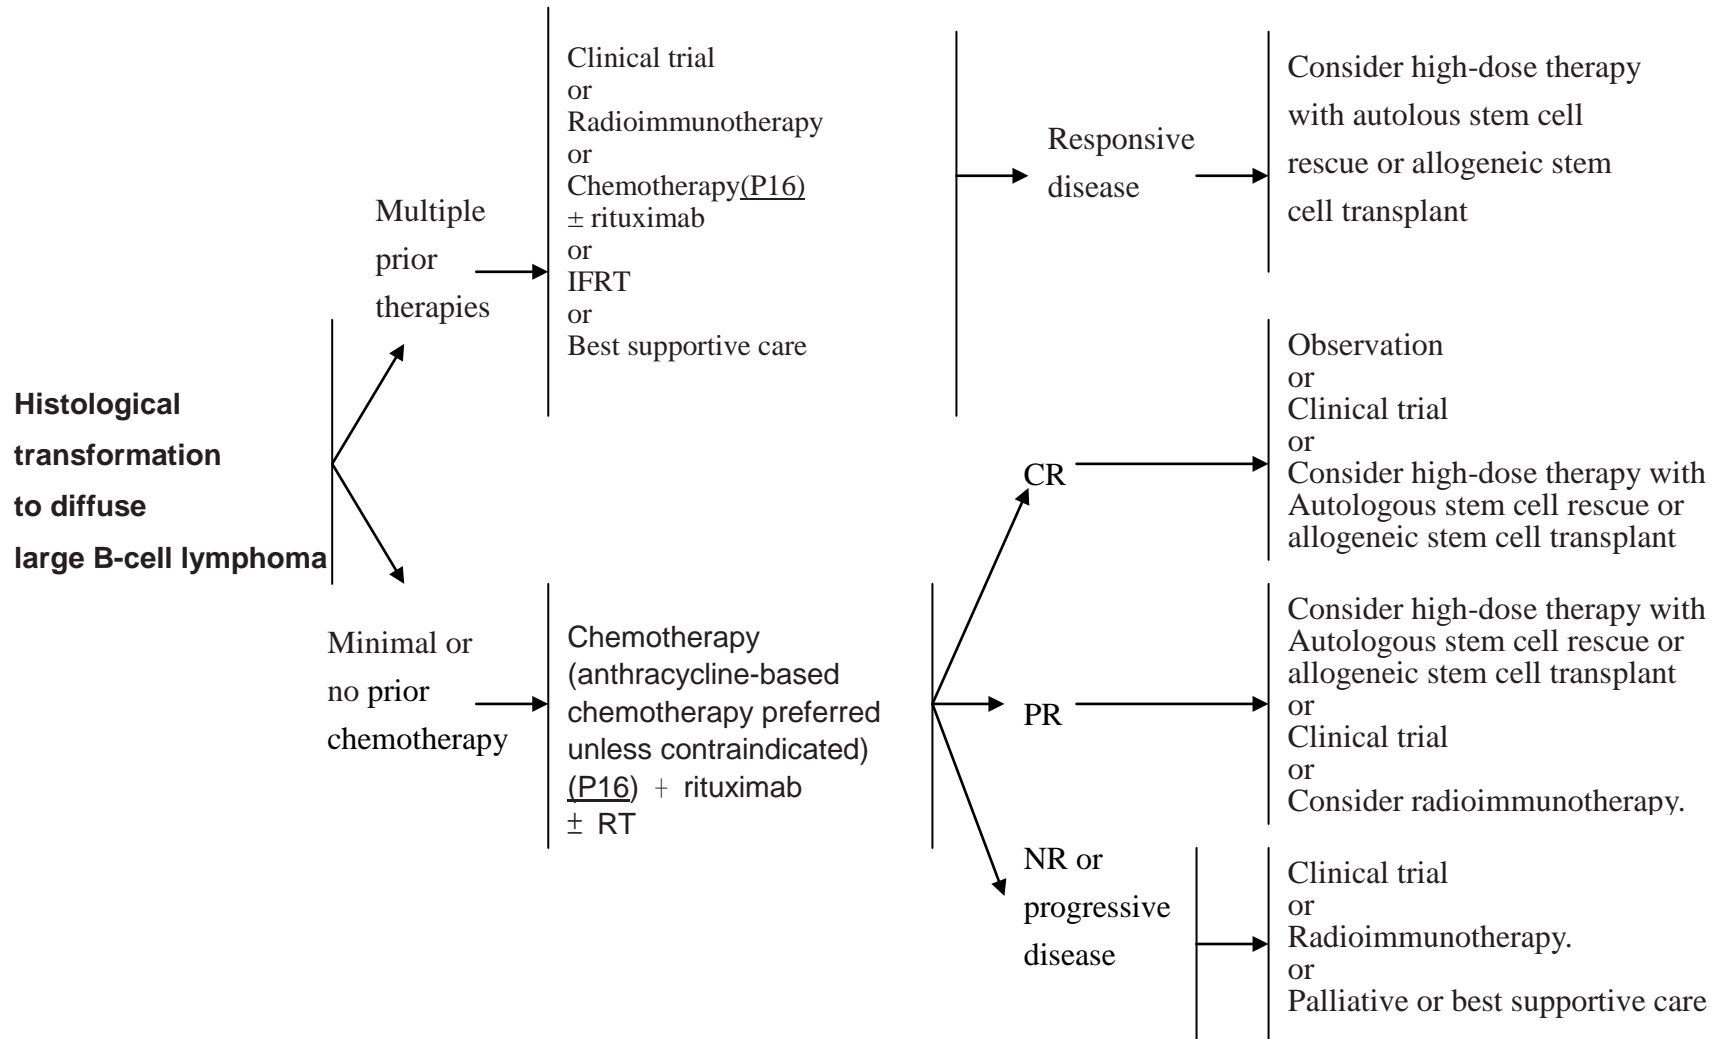 Histological
transformation
to diffuse
large B-cell lymphoma
Multiple
prior
therapies
Clinical trial
or
Radioimmunotherapy
or
Chemotherapy(P16)
± rituximab
or
IFRT
or
Best supportive care
Responsive
disease
Consider high-dose therapy
with autolous stem cell
rescue or allogeneic stem
cell transplant
Minimal or
no prior
chemotherapy
Chemotherapy
(anthracycline-based
chemotherapy preferred
unless contraindicated)
(P16) + rituximab
± RT
CR
Observation
or
Clinical trial
or
Consider high-dose therapy with
Autologous stem cell rescue or
allogeneic stem cell transplant
PR
Consider high-dose therapy with
Autologous stem cell rescue or
allogeneic stem cell transplant
or
Clinical trial
or
Consider radioimmunotherapy.
NR or
progressive
disease
Clinical trial
or
Radioimmunotherapy.
or
Palliative or best supportive care